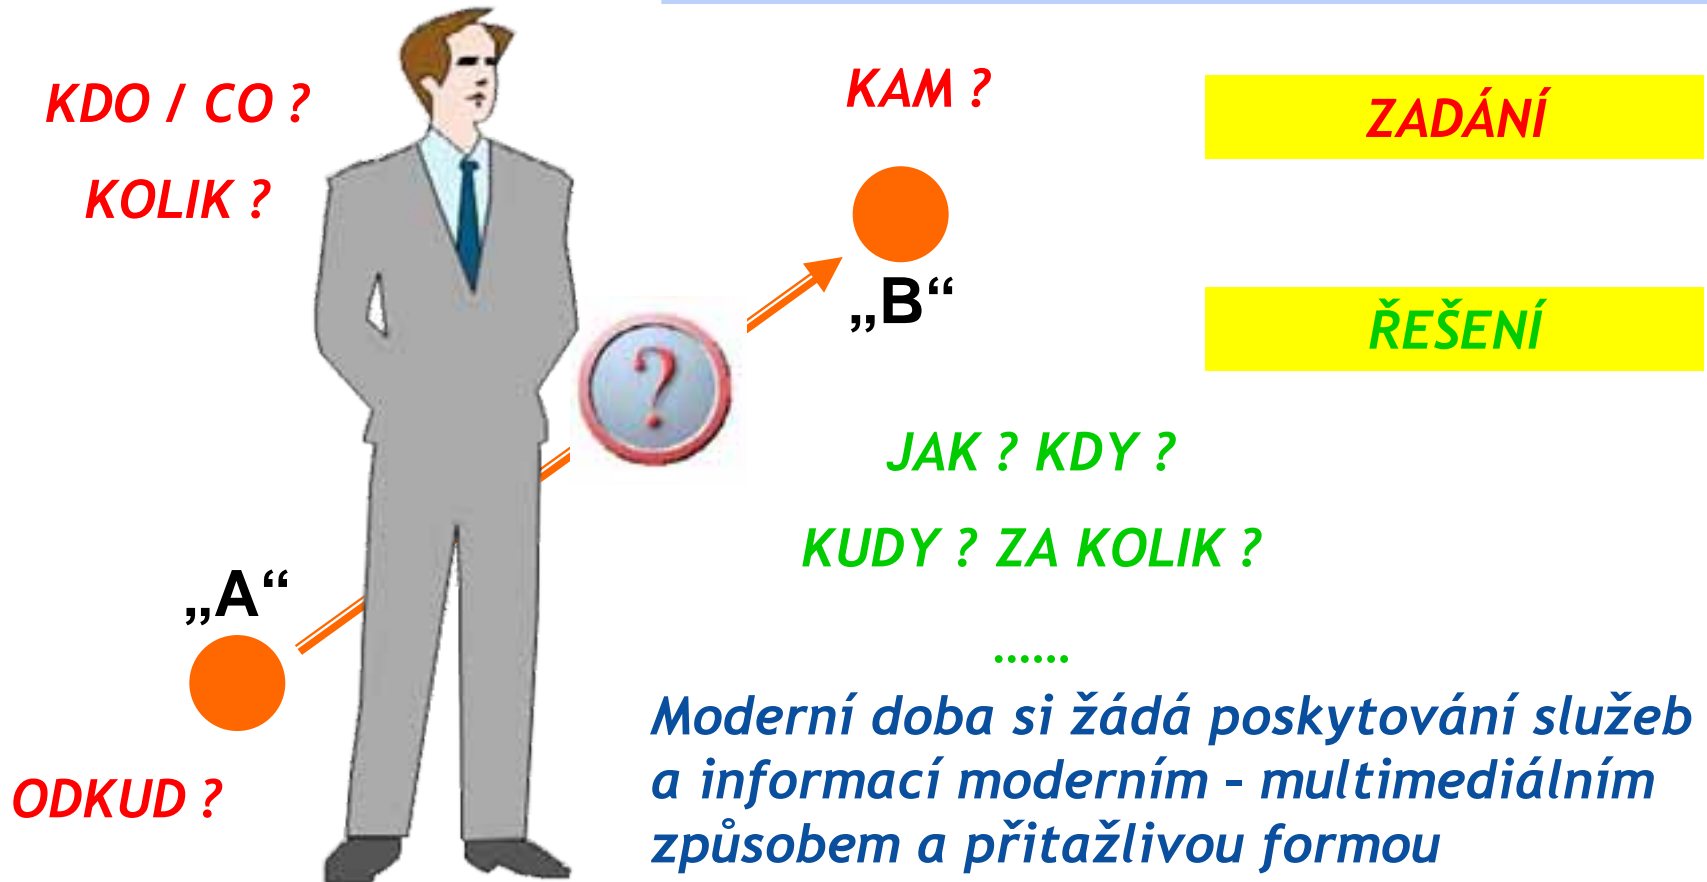 KDO / CO ?
KOLIK ?
KAM ?
ZADÁNÍ
„B“
ŘEŠENÍ
?
JAK ? KDY ?
KUDY ? ZA KOLIK ?
......
„A“
ODKUD ?
Moderní doba si žádá poskytování služeb
a informací moderním – multimediálním
způsobem a přitažlivou formou